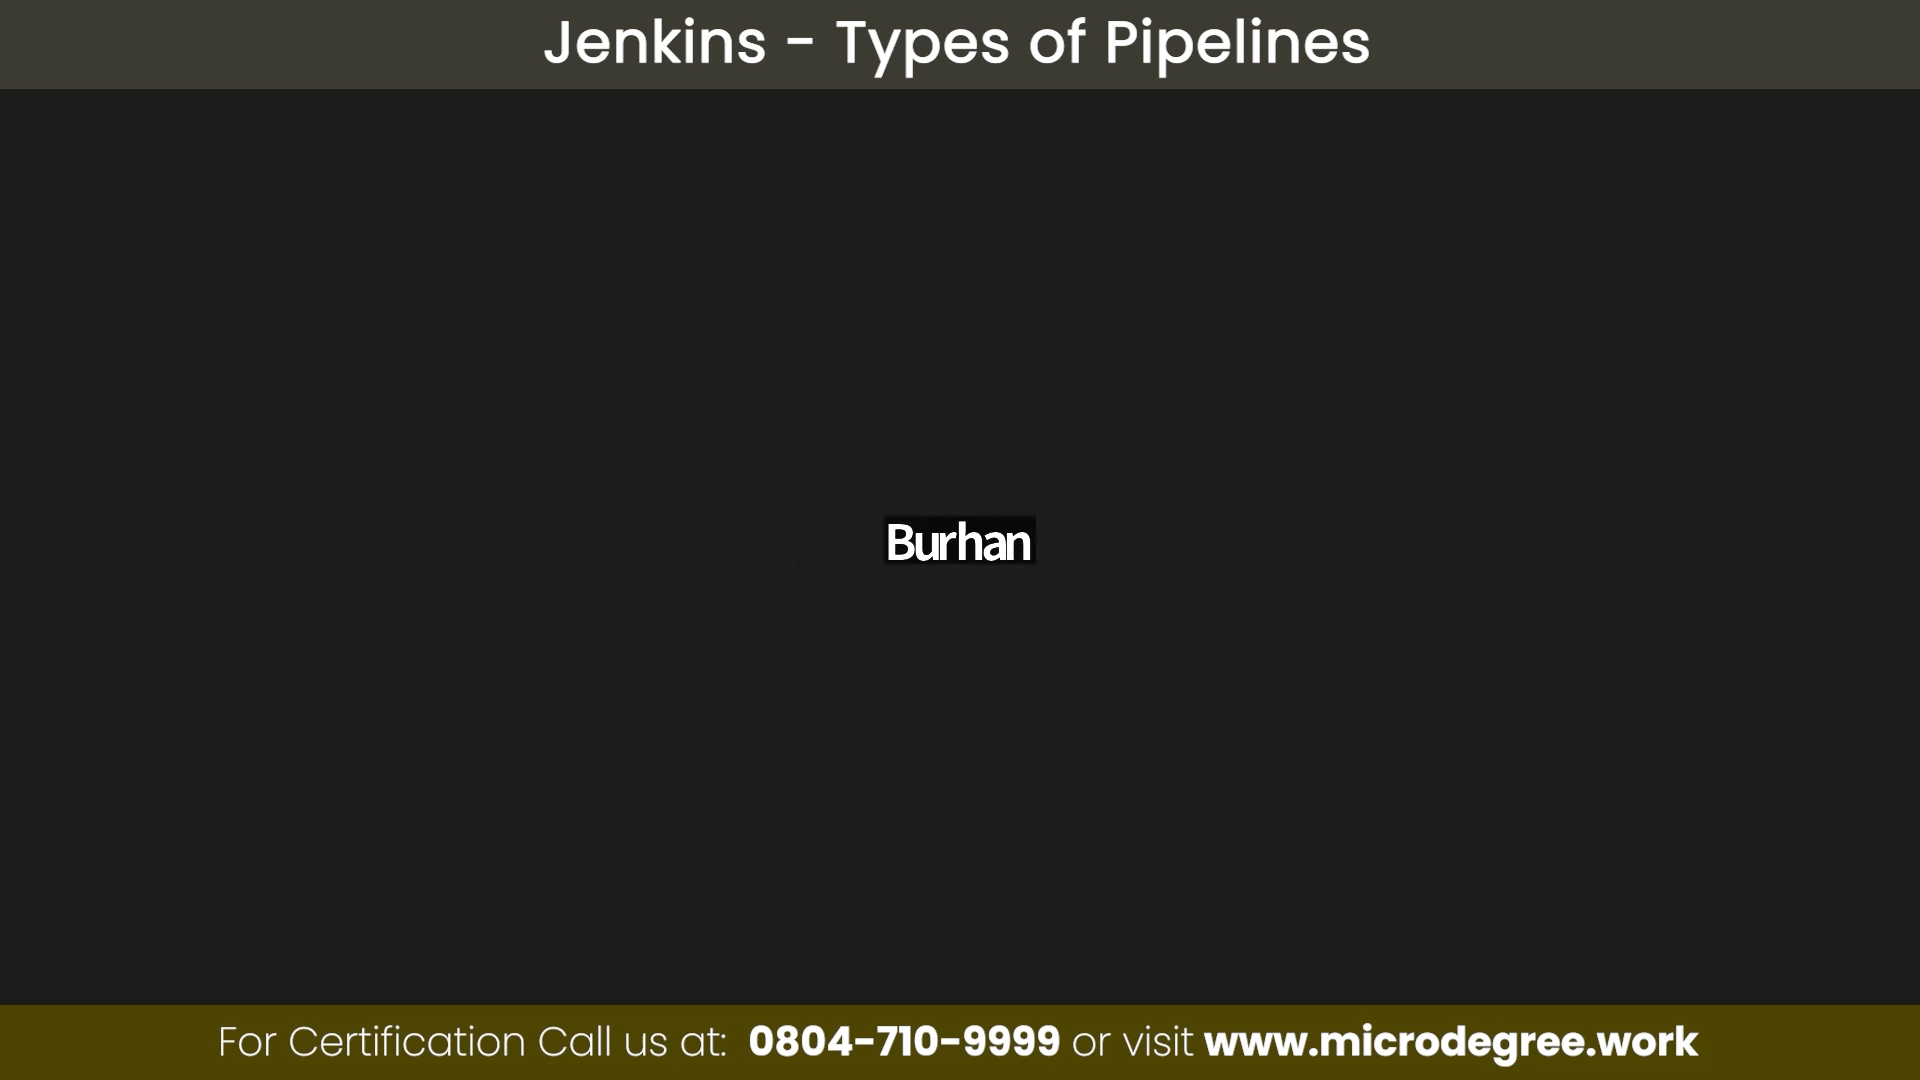 Jenkins - Types of Pipelines
Burhan
For Certification Call us at: 0804-710-9999 or visit www.microdegree.work